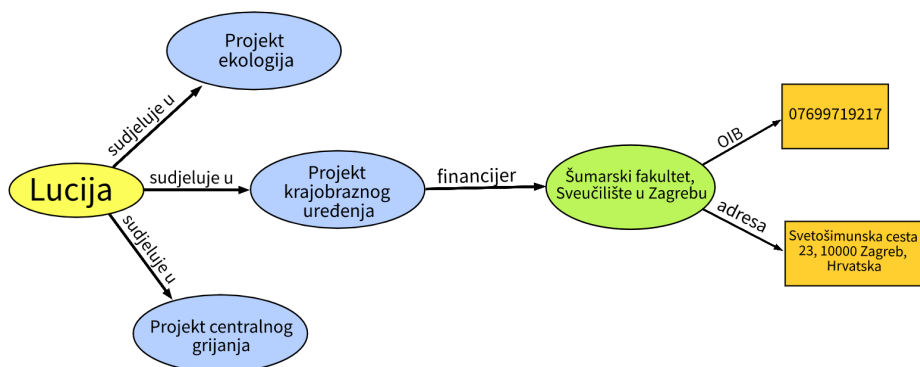 Projekt
ekologija
sudjeluje u
Lucija
sudjeluje u
Projekt
krajobraznog
uređenja
financijer
Šumarski fakultet,
Sveučilište u Zagrebu
OIB
07699719217
adresa
Svetošimunska cesta
23, 10000 Zagreb,
Hrvatska
sudjeluje u
Projekt centralnog
grijanja